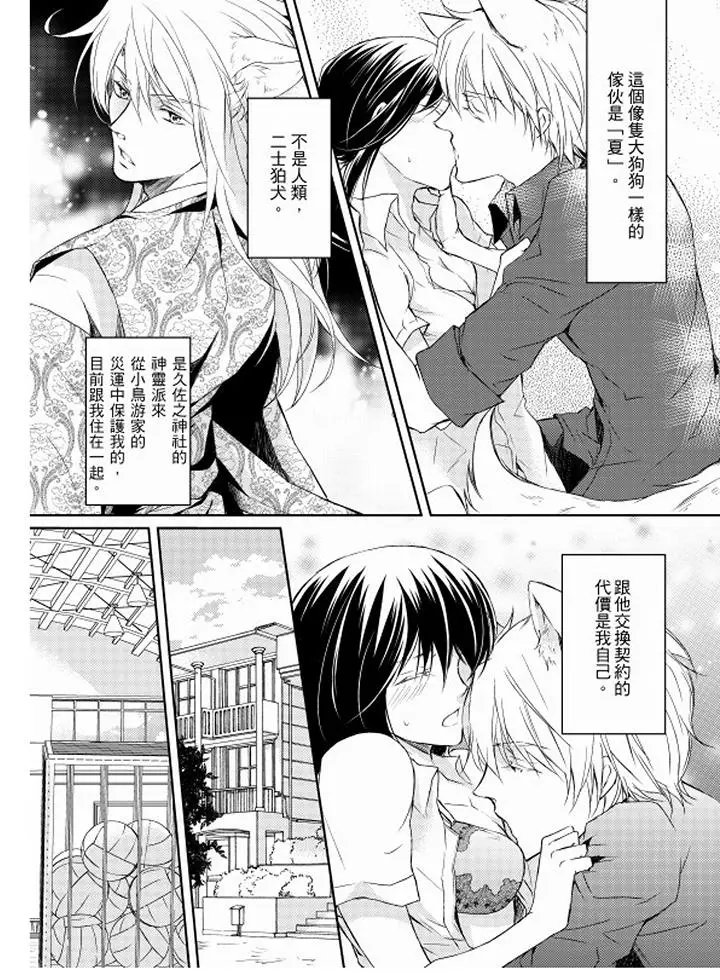 這個像隻大狗狗一樣的
傢伙是「夏」。
不是人類，
二士狛犬。
是久佐之神社的
神靈派來
從小鳥游家的
災運中保護我的，
目前跟我住在一起。
跟他交換契約的
代價是我自己。